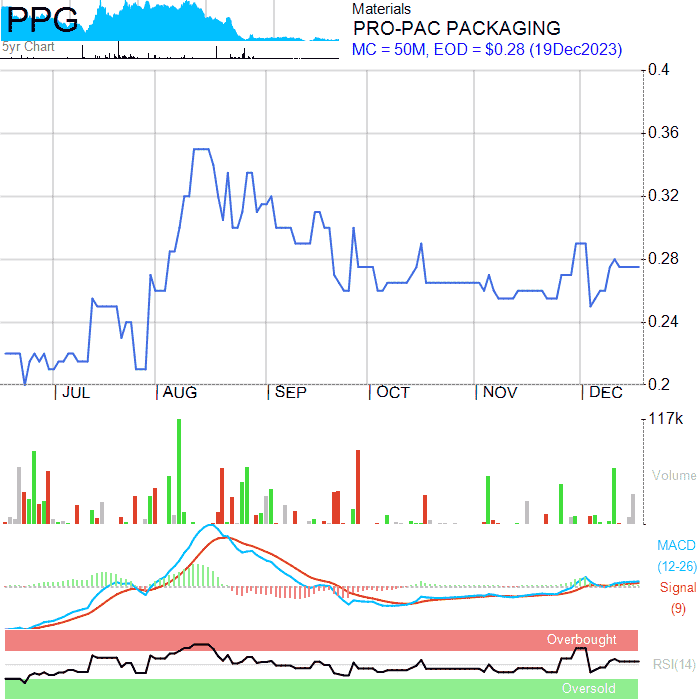 PPG
5yr Chart
Materials
PRO-PAC PACKAGING
MC = 50M, EOD = $0.28 (19Dec2023)
0.4
0.36
0.32
0.28
0.24
0.2
JUL AUG SEP OCT NOV DEC
117k
Volume
MACD
(12-26)
Signal
(9)
Overbought
RSI(14)
Oversold